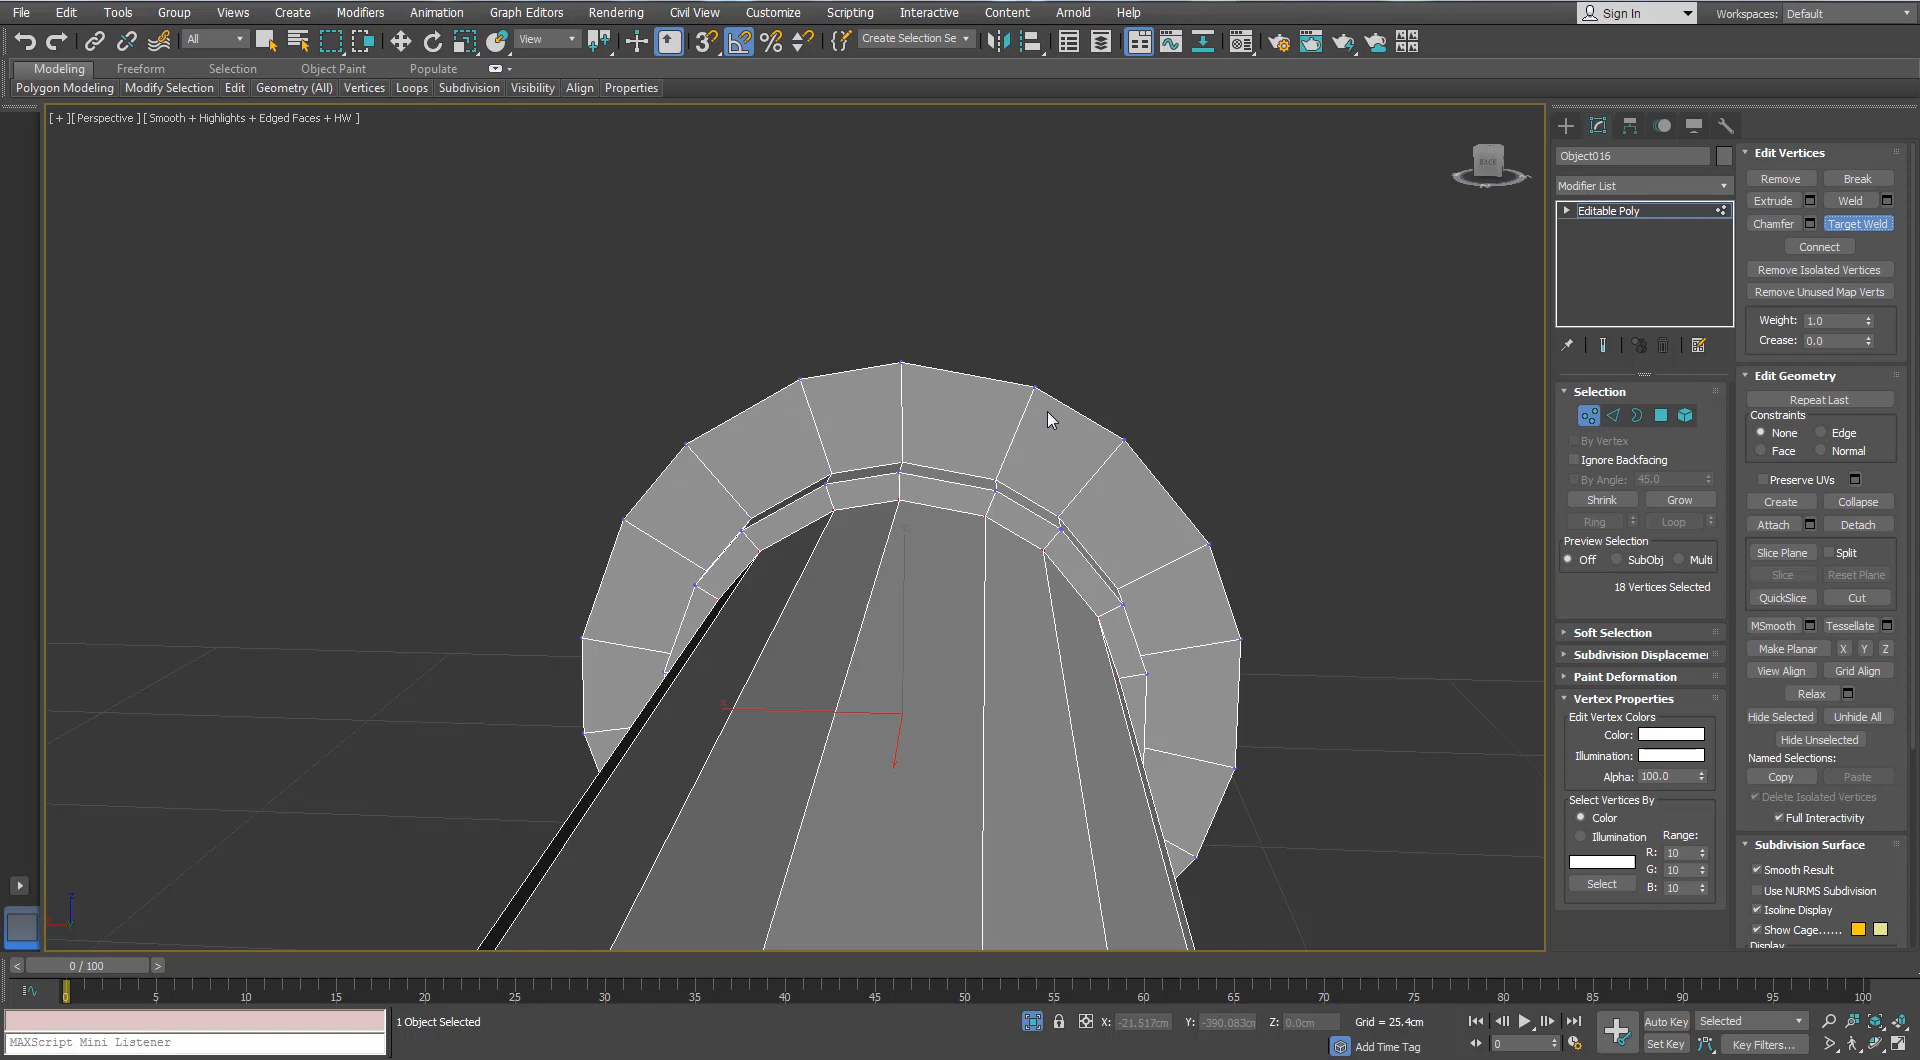 File Edit Tools Group Views Create Modifiers Animation Graph Editors Rendering Civil View Customize Scripting Interactive Content Arnold Help Sign In Workspaces: Default
All View Create Selection Se
Modeling Freeform Selection Object Paint Populate
Polygon Modeling Modify Selection Edit Geometry (All) Vertices Loops Subdivision Visibility Align Properties
[ + ][ Perspective ] [ Smooth + Highlights + Edged Faces + HW ]
BACK
Object016
Modifier List
Editable Poly
Selection
By Vertex
Ignore Backfacing
By Angle: 45.0
Shrink Grow
Ring Loop
Preview Selection
Off SubObj Multi
18 Vertices Selected
Soft Selection
Subdivision Displacemen
Paint Deformation
Vertex Properties
Edit Vertex Colors
Color:
Illumination:
Alpha: 100.0
Select Vertices By
Color
Illumination Range:
R: 10
G: 10
Select B: 10
Edit Vertices
Remove Break
Extrude Weld
Chamfer Target Weld
Connect
Remove Isolated Vertices
Remove Unused Map Verts
Weight: 1.0
Crease: 0.0
Edit Geometry
Repeat Last
Constraints
None Edge
Face Normal
Preserve UVs
Create Collapse
Attach Detach
Slice Plane Split
Slice Reset Plane
QuickSlice Cut
MSmooth Tessellate
Make Planar X Y Z
View Align Grid Align
Relax
Hide Selected Unhide All
Hide Unselected
Named Selections:
Copy Paste
Delete Isolated Vertices
Full Interactivity
Subdivision Surface
Smooth Result
Use NURMS Subdivision
Isoline Display
Show Cage......
Display
< 0 / 100 >
0 5 10 15 20 25 30 35 40 45 50 55 60 65 70 75 80 85 90 95 100
1 Object Selected X: -21.517cm Y: -390.083cm Z: 0.0cm Grid = 25.4cm Auto Key Selected
MAXScript Mini Listener Add Time Tag 0 Set Key Key Filters...